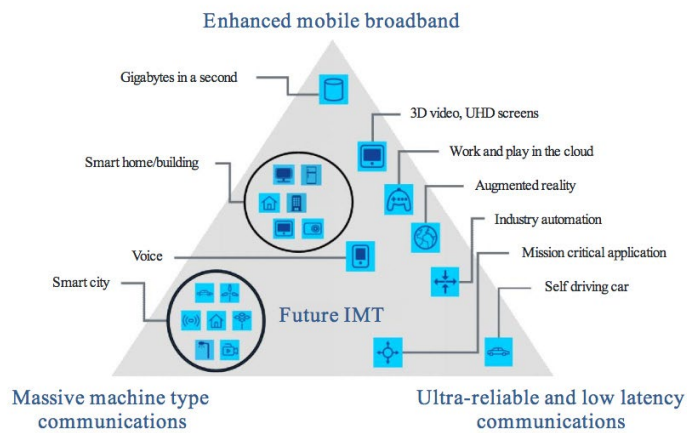 Enhanced mobile broadband
Gigabytes in a second
3D video, UHD screens
Smart home/building
Work and play in the cloud
Augmented reality
Industry automation
Voice
Mission critical application
Smart city
Self driving car
Future IMT
Massive machine type
communications
Ultra-reliable and low latency
communications